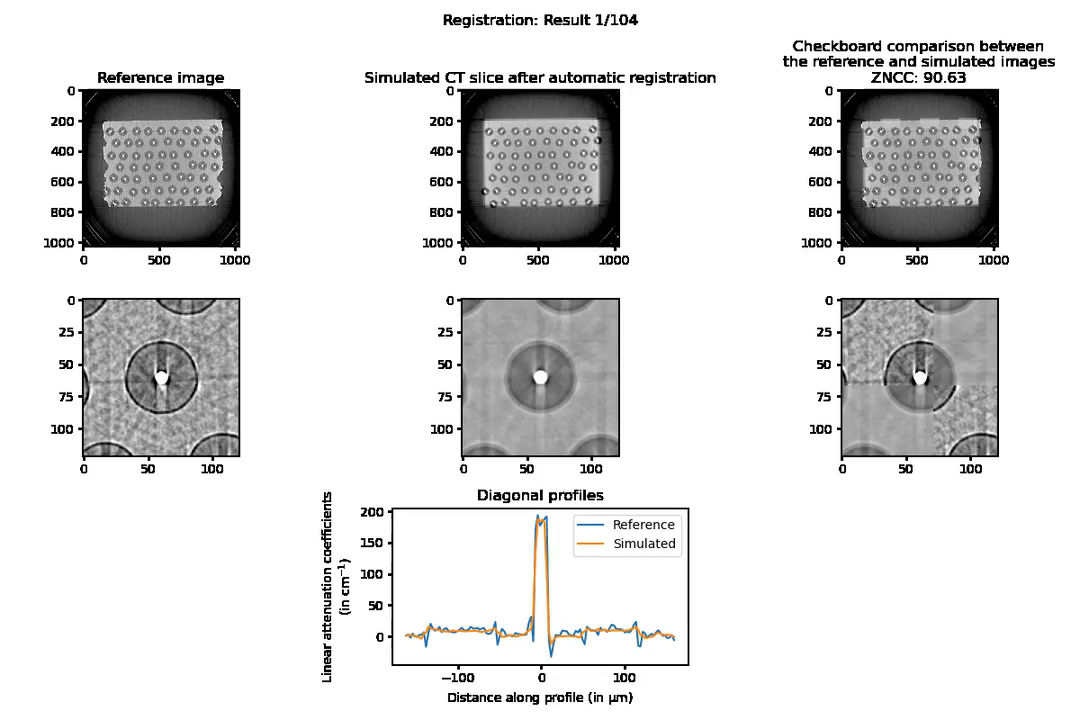 Registration: Result 1/104
Reference image
Simulated CT slice after automatic registration
Checkboard comparison between
the reference and simulated images
ZNCC: 90.63
0
200
400
600
800
1000
0 500 1000
0
200
400
600
800
1000
0 500 1000
0
200
400
600
800
1000
0 500 1000
0
25
50
75
100
0 50 100
0
25
50
75
100
0 50 100
0
25
50
75
100
0 50 100
Diagonal profiles
Linear attenuation coefficients
(in cm⁻¹)
200
150
100
50
0
Reference
Simulated
−100 0 100
Distance along profile (in μm)